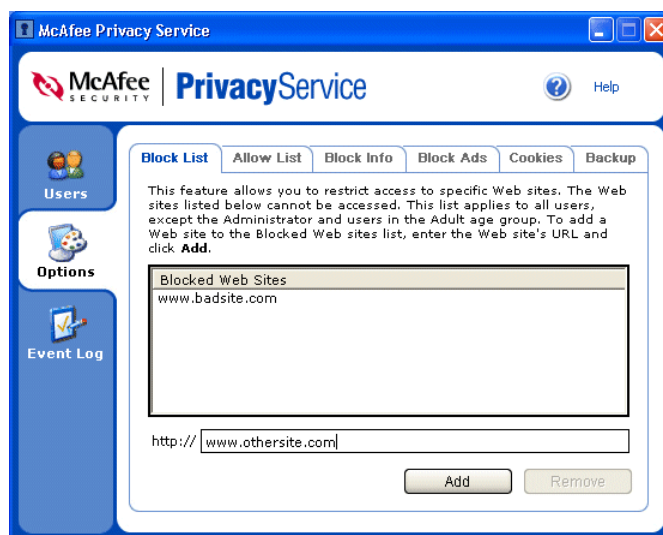 McAfee Privacy Service
McAfee SECURITY PrivacyService Help
Users
Options
Event Log
Block List Allow List Block Info Block Ads Cookies Backup
This feature allows you to restrict access to specific Web sites. The Web
sites listed below cannot be accessed. This list applies to all users,
except the Administrator and users in the Adult age group. To add a
Web site to the Blocked Web sites list, enter the Web site's URL and
click Add.
Blocked Web Sites
www.badsite.com
http:// www.othersite.com
Add Remove